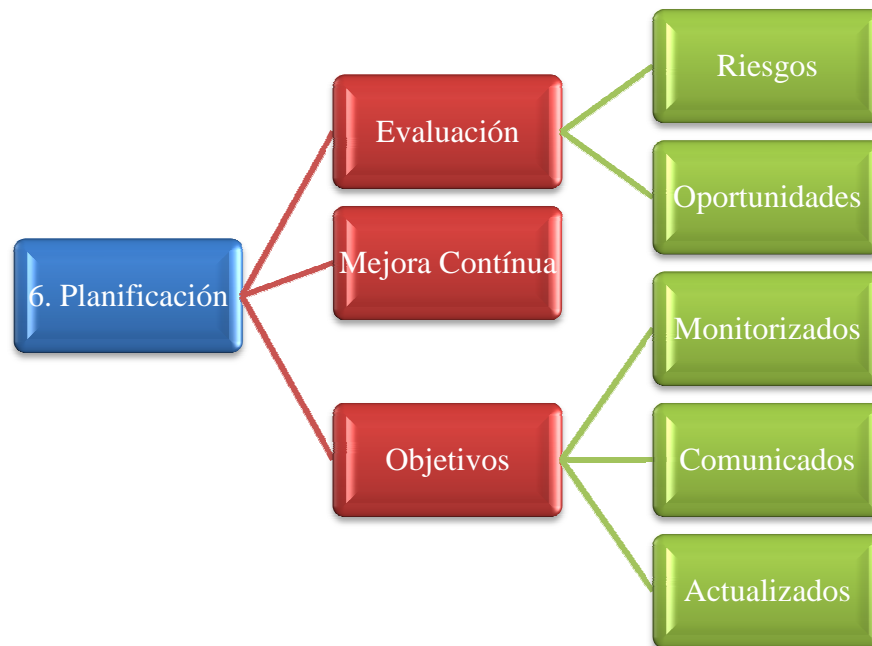 6. Planificación
Evaluación
Riesgos
Oportunidades
Mejora Contínua
Objetivos
Monitorizados
Comunicados
Actualizados